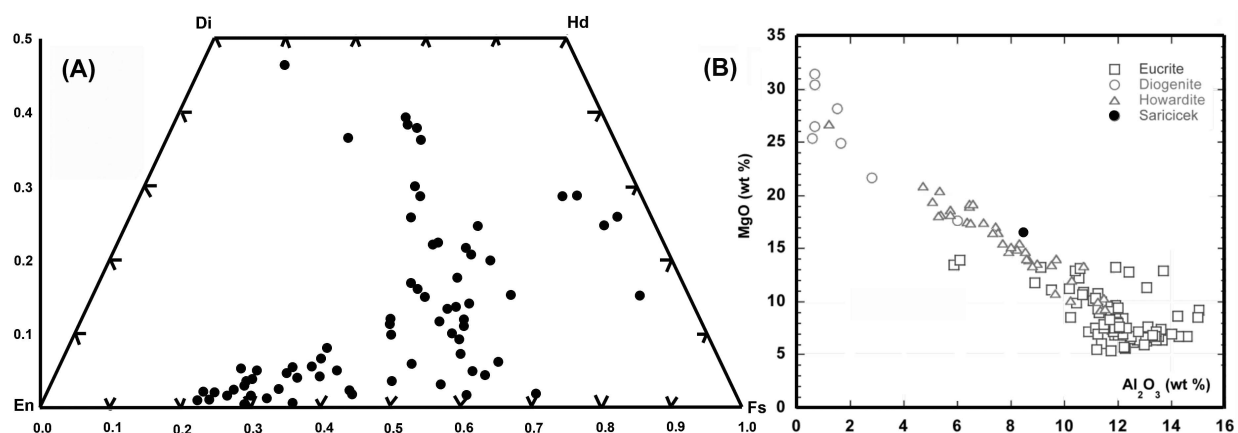 Di
Hd
0.5
(A)
0.4
0.3
0.2
0.1
En
Fs
0.0
0.1
0.2
0.3
0.4
0.5
0.6
0.7
0.8
0.9
1.0
(B)
MgO (wt %)
35
30
25
20
15
10
5
0
Eucrite
Diogenite
Howardite
Saricicek
Al2O3 (wt %)
0
2
4
6
8
10
12
14
16